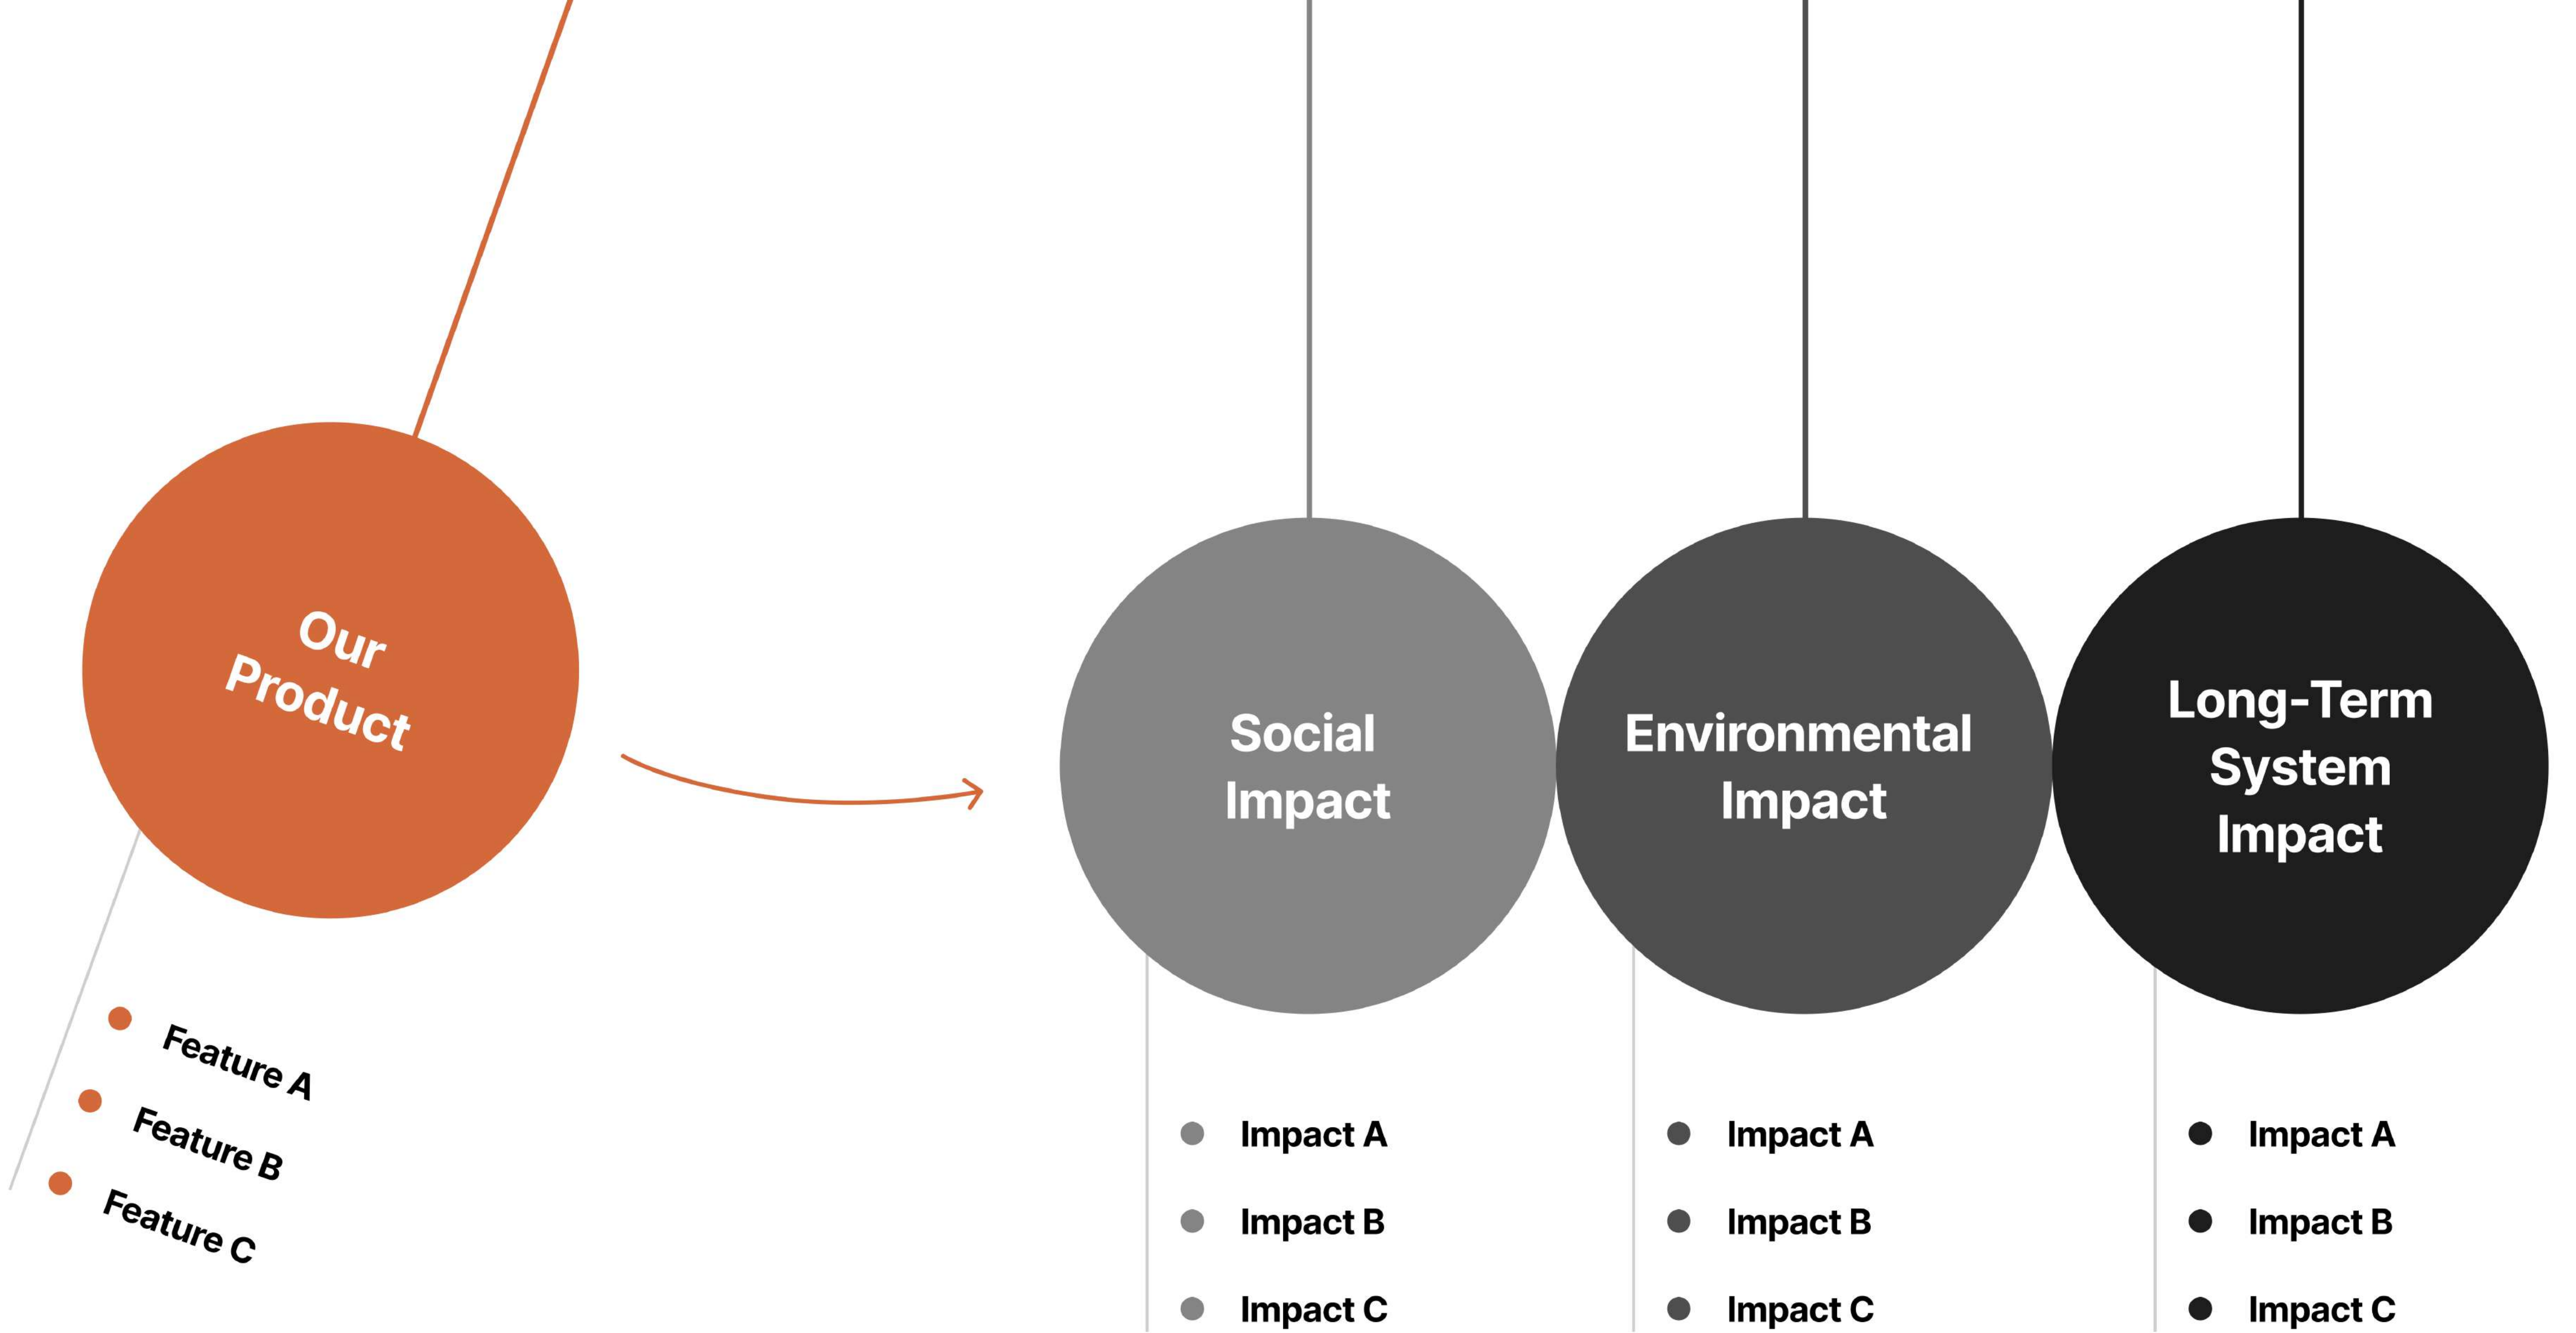 Our
Product
Feature A
Feature B
Feature C
Social
Impact
Impact A
Impact B
Impact C
Environmental
Impact
Impact A
Impact B
Impact C
Long-Term
System
Impact
Impact A
Impact B
Impact C